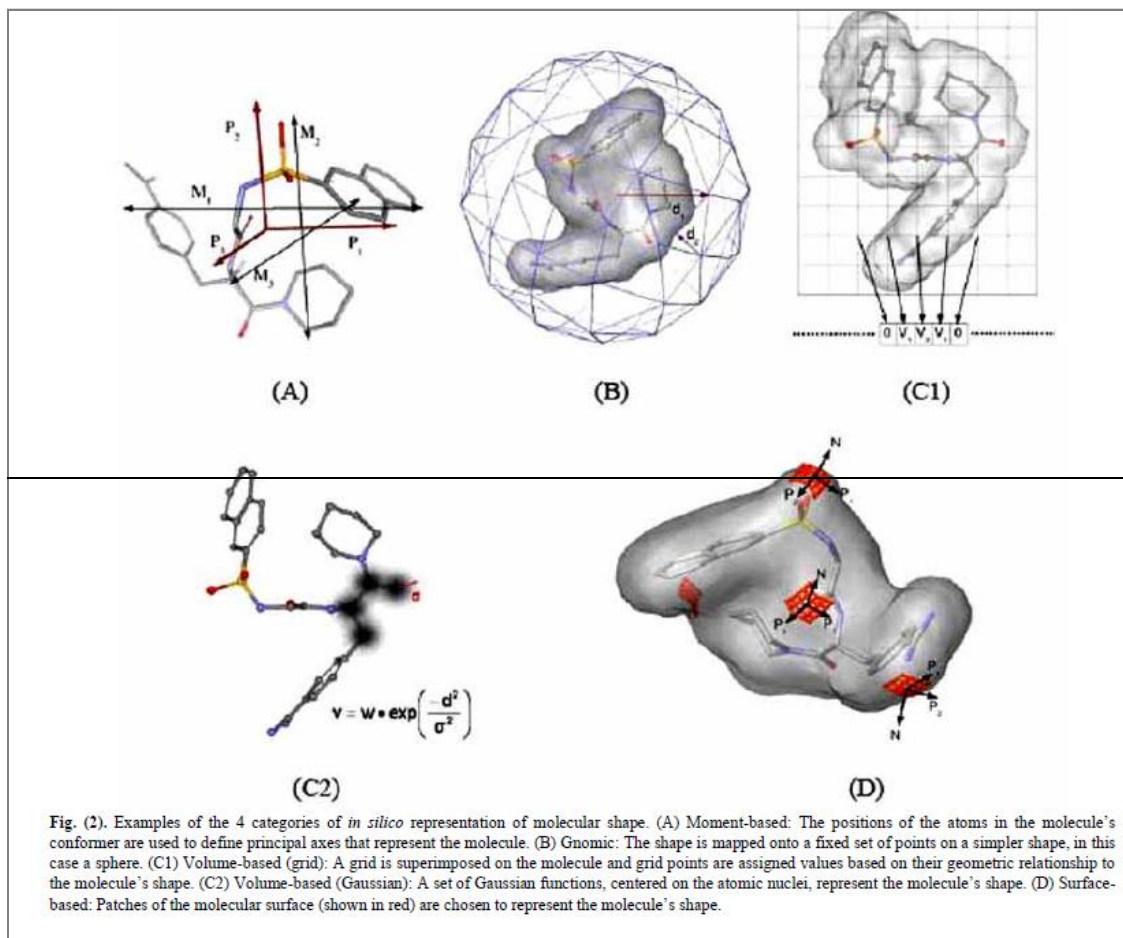 P2
M2
M1
P1
P3
M3
(A)
d1
d2
(B)
0 V1 V2 V1 0
(C1)
σ
v = w • exp(-d²/σ²)
(C2)
N
P
N
P1
P
P1
P2
N
(D)
Fig. (2). Examples of the 4 categories of in silico representation of molecular shape. (A) Moment-based: The positions of the atoms in the molecule's
conformer are used to define principal axes that represent the molecule. (B) Gnomic: The shape is mapped onto a fixed set of points on a simpler shape, in this
case a sphere. (C1) Volume-based (grid): A grid is superimposed on the molecule and grid points are assigned values based on their geometric relationship to
the molecule's shape. (C2) Volume-based (Gaussian): A set of Gaussian functions, centered on the atomic nuclei, represent the molecule's shape. (D) Surface-
based: Patches of the molecular surface (shown in red) are chosen to represent the molecule's shape.